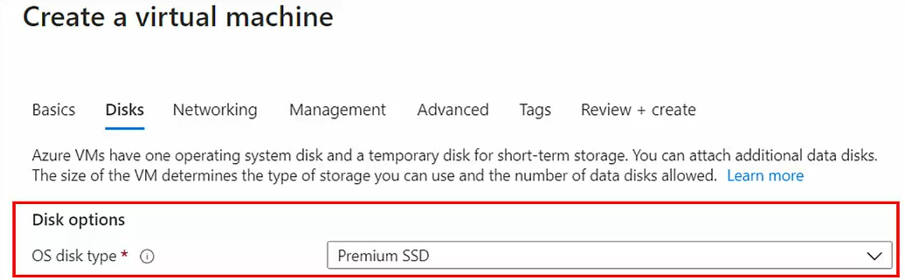 Create a virtual machine
Basics Disks Networking Management Advanced Tags Review + create
Azure VMs have one operating system disk and a temporary disk for short-term storage. You can attach additional data disks.
The size of the VM determines the type of storage you can use and the number of data disks allowed. Learn more
Disk options
OS disk type * Premium SSD